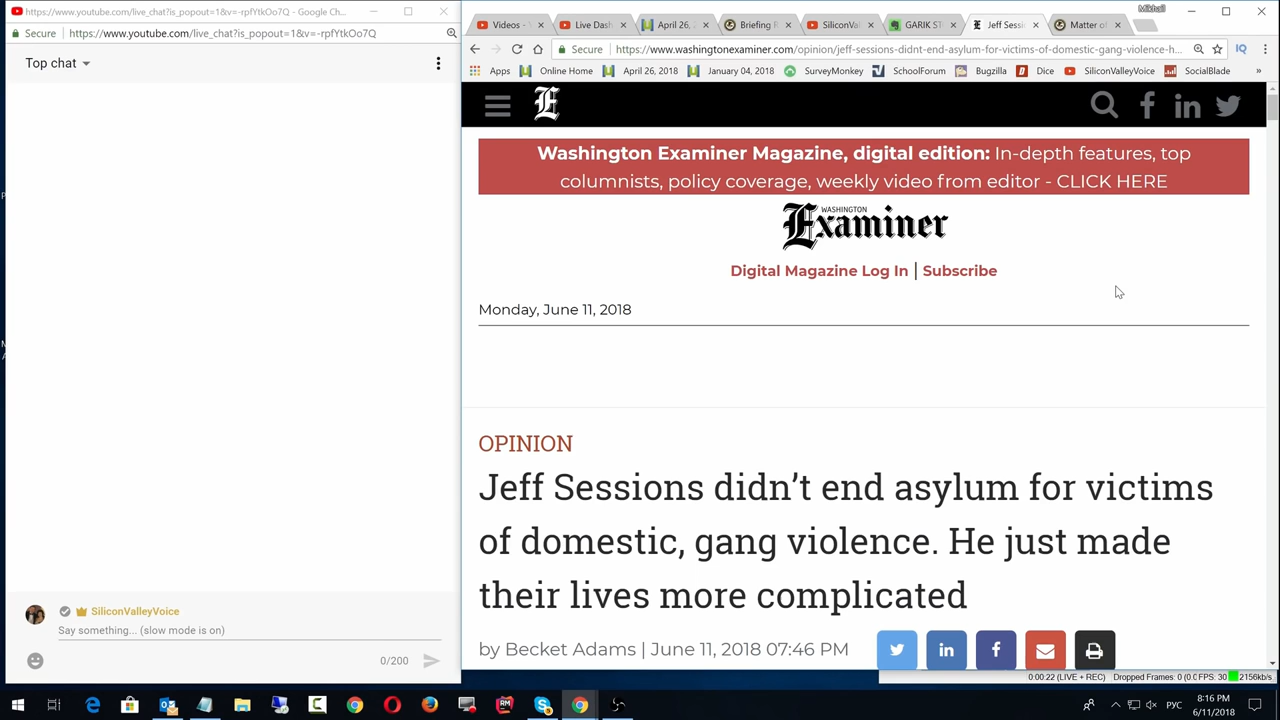 https://www.youtube.com/live_chat?is_popout=1&v=-rpfYtkOo7Q - Google Ch...
Secure https://www.youtube.com/live_chat?is_popout=1&v=-rpfYtkOo7Q
Top chat
SiliconValleyVoice
Say something... (slow mode is on)
0/200
Mikhail
Videos - Y
Live Dash
April 26, 2
Briefing R
SiliconVal
GARIK ST
Jeff Sessi
Matter of
Secure https://www.washingtonexaminer.com/opinion/jeff-sessions-didnt-end-asylum-for-victims-of-domestic-gang-violence-h...
Apps Online Home April 26, 2018 January 04, 2018 SurveyMonkey SchoolForum Bugzilla Dice SiliconValleyVoice SocialBlade »
E
Washington Examiner Magazine, digital edition: In-depth features, top
columnists, policy coverage, weekly video from editor - CLICK HERE
WASHINGTON
Examiner
Digital Magazine Log In | Subscribe
Monday, June 11, 2018
OPINION
Jeff Sessions didn't end asylum for victims
of domestic, gang violence. He just made
their lives more complicated
by Becket Adams | June 11, 2018 07:46 PM
0:00:22 (LIVE + REC) Dropped Frames: 0 (0.0 FPS: 30 2156kb/s
РУС
8:16 PM
6/11/2018